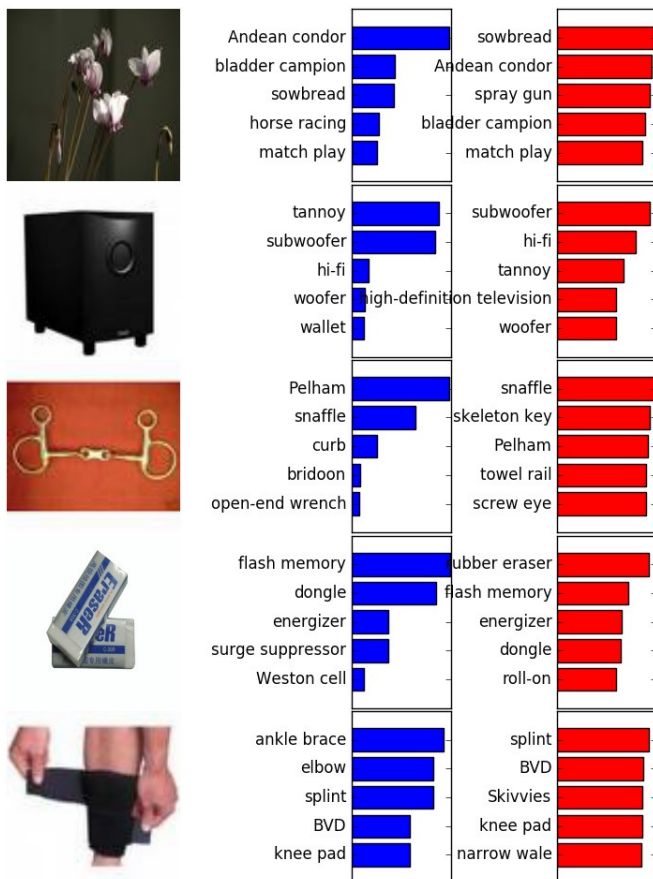 Andean condor
bladder campion
sowbread
horse racing
match play
sowbread
Andean condor
spray gun
bladder campion
match play
tannoy
subwoofer
hi-fi
woofer
wallet
subwoofer
hi-fi
tannoy
high-definition television
woofer
Pelham
snaffle
curb
bridoon
open-end wrench
snaffle
skeleton key
Pelham
towel rail
screw eye
EraseR
flash memory
dongle
energizer
surge suppressor
Weston cell
rubber eraser
flash memory
energizer
dongle
roll-on
ankle brace
elbow
splint
BVD
knee pad
splint
BVD
Skivvies
knee pad
narrow wale